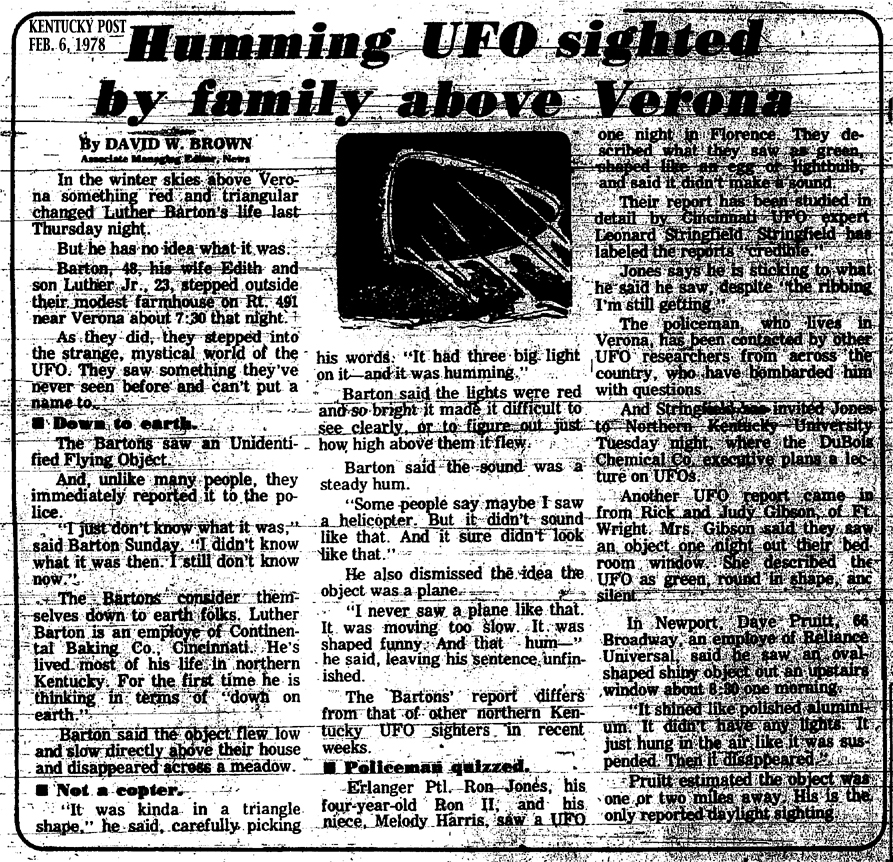 KENTUCKY POST
FEB. 6, 1978
Humming UFO sighted
by family above Verona
By DAVID W. BROWN
Associate Managing Editor, News
In the winter skies above Vero-
na something red and triangular
changed Luther Barton's life last
Thursday night.
But he has no idea what it was.
Barton, 48, his wife Edith and
son Luthier Jr., 23, stepped outside
their modest farmhouse on Rt. 491
near Verona about 7:30 that night.
As they did, they stepped into
the strange, mystical world of the
UFO. They saw something they've
never seen before and can't put a
name to.
■ Down to earth.
The Bartons saw an Unidenti-
fied Flying Object.
And, unlike many people, they
immediately reported it to the po-
lice.
"I just don't know what it was,"
said Barton Sunday. "I didn't know
what it was then. I still don't know
now."
The Bartons consider them-
selves down to earth folks. Luther
Barton is an employe of Continen-
tal Baking Co., Cincinnati. He's
lived most of his life in northern
Kentucky. For the first time he is
thinking in terms of "down on
earth."
Barton said the object flew low
and slow directly above their house
and disappeared across a meadow.
■ Not a copter.
"It was kinda in a triangle
shape," he said, carefully picking
his words. "It had three big light
on it—and it was humming."
Barton said the lights were red
and so bright it made it difficult to
see clearly, or to figure out just
how high above them it flew.
Barton said the sound was a
steady hum.
"Some people say maybe I saw
a helicopter. But it didn't sound
like that. And it sure didn't look
like that."
He also dismissed the idea the
object was a plane.
"I never saw a plane like that.
It was moving too slow. It was
shaped funny. And that hum—"
he said, leaving his sentence unfin-
ished.
The Bartons' report differs
from that of other northern Ken-
tucky UFO sighters in recent
weeks.
■ Policeman quizzed.
Erlanger Ptl. Ron Jones, his
four-year-old Ron II, and his
niece, Melody Harris, saw a UFO
one night in Florence. They de-
scribed what they saw as green,
shaped like an egg or lightbulb,
and said it didn't make a sound.
Their report has been studied in
detail by Cincinnati UFO expert
Leonard Stringfield. Stringfield has
labeled the reports "credible."
Jones says he is sticking to what
he said he saw, despite "the ribbing
I'm still getting."
The policeman, who lives in
Verona, has been contacted by other
UFO researchers from across the
country, who have bombarded him
with questions.
And Stringfield has invited Jones
to Northern Kentucky University
Tuesday night, where the DuBois
Chemical Co. executive plans a lec-
ture on UFOs.
Another UFO report came in
from Rick and Judy Gibson, of Ft.
Wright. Mrs. Gibson said they saw
an object one night out their bed
room window. She described the
UFO as green, round in shape, and
silent.
In Newport, Dave Pruitt, 66
Broadway, an employe of Reliance
Universal, said he saw an oval-
shaped shiny object out an upstairs
window about 8:30 one morning.
"It shined like polished alumini-
um. It didn't have any lights. It
just hung in the air like it was sus-
pended. Then it disappeared."
Pruitt estimated the object was
one or two miles away. His is the
only reported daylight sighting.